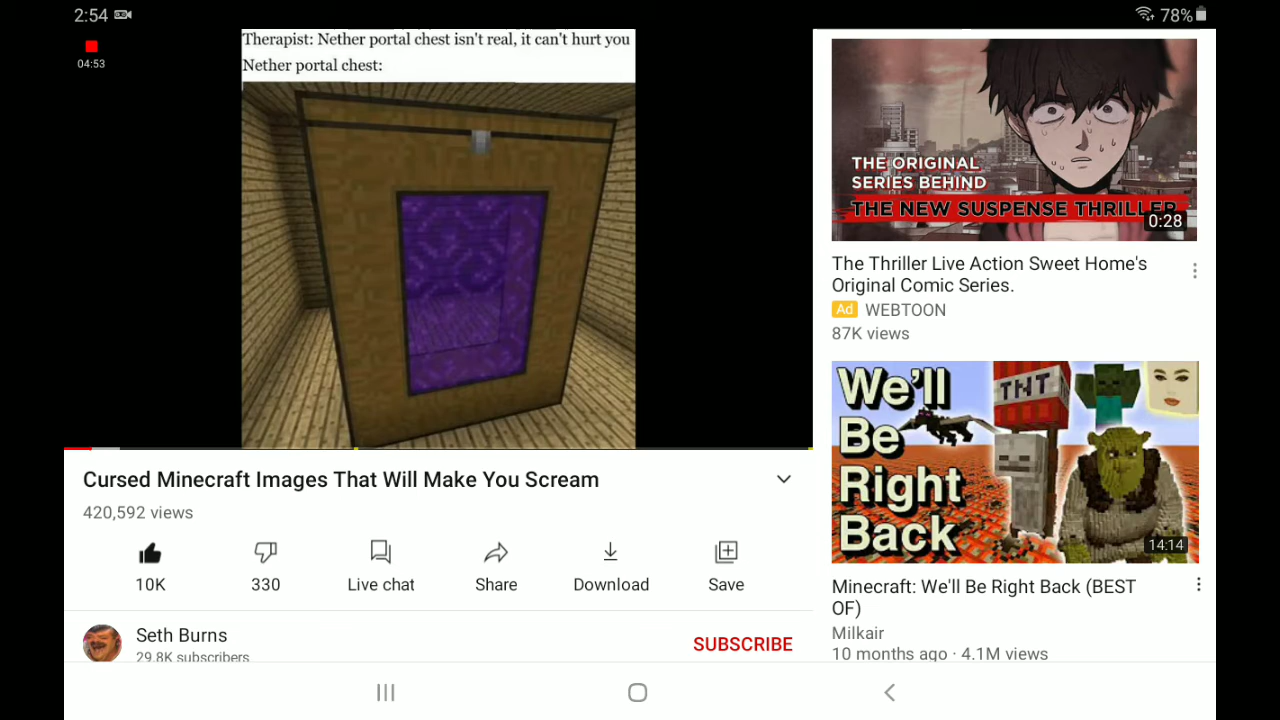 2:54
78%
04:53
Therapist: Nether portal chest isn't real, it can't hurt you
Nether portal chest:
Cursed Minecraft Images That Will Make You Scream
420,592 views
10K
330
Live chat
Share
Download
Save
Seth Burns
29.8K subscribers
SUBSCRIBE
THE ORIGINAL
SERIES BEHIND
THE NEW SUSPENSE THRILLER
0:28
The Thriller Live Action Sweet Home's
Original Comic Series.
Ad WEBTOON
87K views
We'll
Be
Right
Back
TNT
14:14
Minecraft: We'll Be Right Back (BEST
OF)
Milkair
10 months ago · 4.1M views